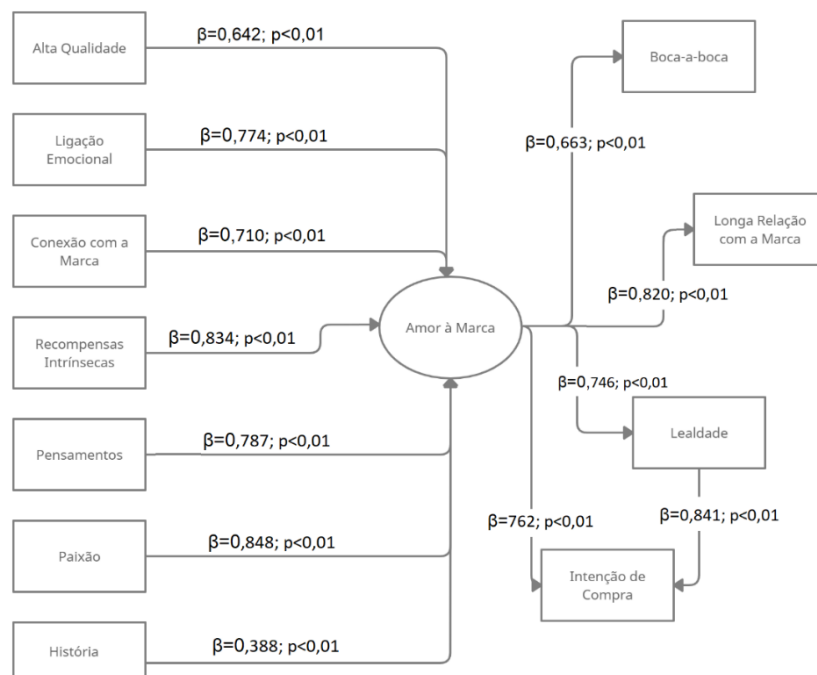 Alta Qualidade
β=0,642; p<0,01
Boca-a-boca
Ligação
Emocional
β=0,774; p<0,01
β=0,663; p<0,01
Conexão com a
Marca
β=0,710; p<0,01
Longa Relação
com a Marca
β=0,820; p<0,01
Recompensas
Intrínsecas
β=0,834; p<0,01
Amor à Marca
β=0,746; p<0,01
Pensamentos
β=0,787; p<0,01
Lealdade
Paixão
β=0,848; p<0,01
β=762; p<0,01
β=0,841; p<0,01
Intenção de
Compra
História
β=0,388; p<0,01